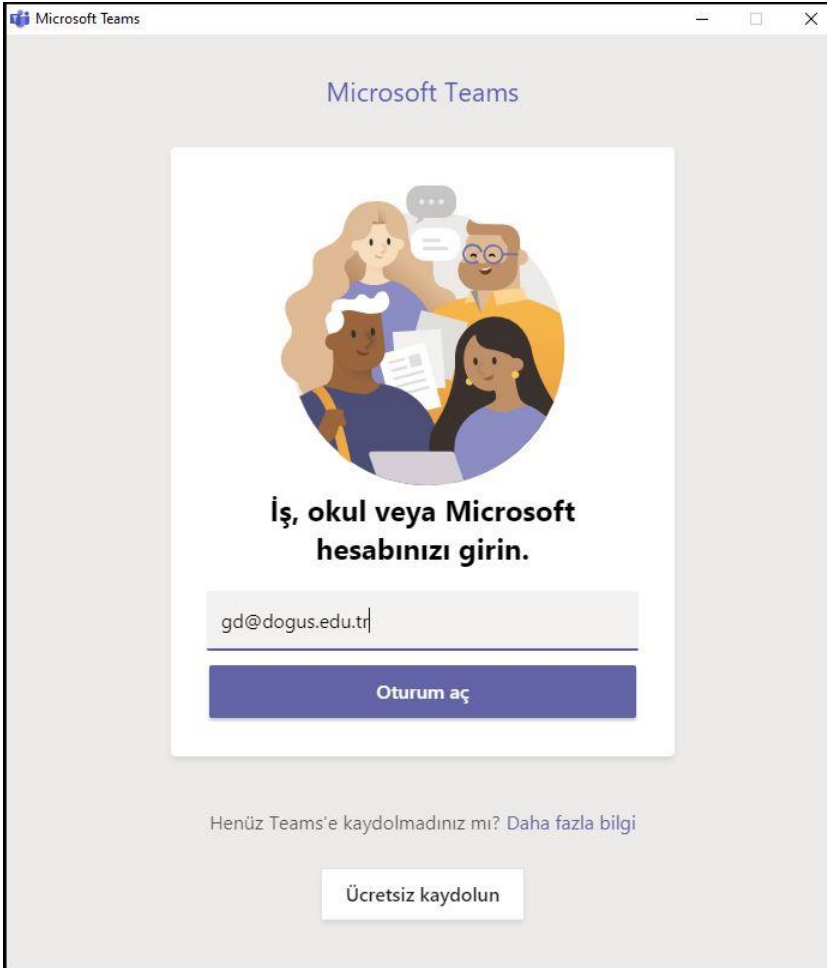 Microsoft Teams
Microsoft Teams
İş, okul veya Microsoft
hesabınızı girin.
gd@dogus.edu.tr
Oturum aç
Henüz Teams'e kaydolmadınız mı? Daha fazla bilgi
Ücretsiz kaydolun